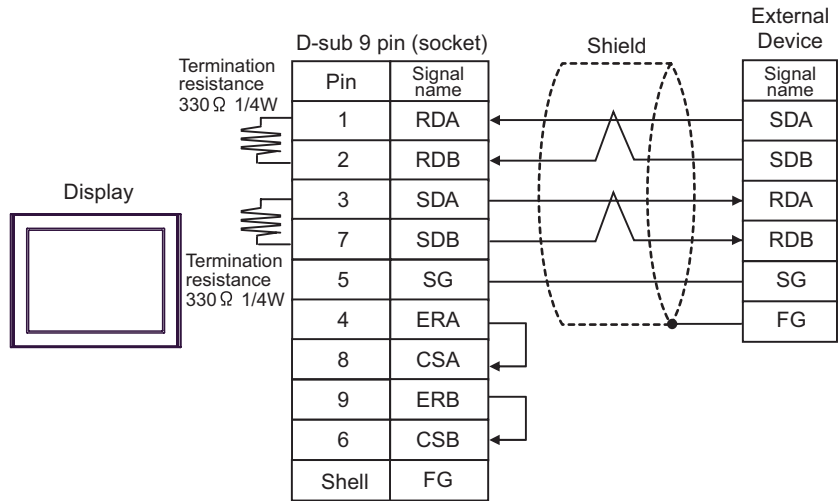 D-sub 9 pin (socket)
Shield
External
Device
Termination
resistance
330 Ω 1/4W
Pin
Signal
name
Signal
name
1
RDA
SDA
2
RDB
SDB
3
SDA
RDA
Display
7
SDB
RDB
Termination
resistance
330 Ω 1/4W
5
SG
SG
4
ERA
FG
8
CSA
9
ERB
6
CSB
Shell
FG